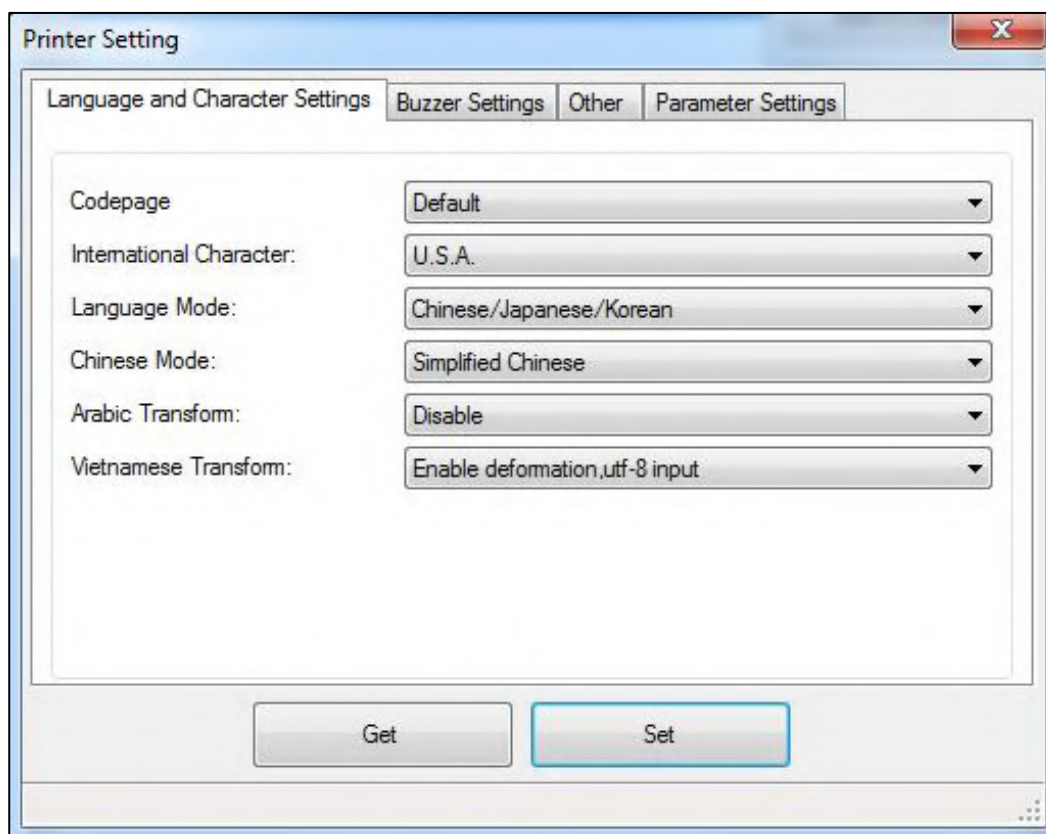 Printer Setting
Language and Character Settings Buzzer Settings Other Parameter Settings
Codepage Default
International Character: U.S.A.
Language Mode: Chinese/Japanese/Korean
Chinese Mode: Simplified Chinese
Arabic Transform: Disable
Vietnamese Transform: Enable deformation,utf-8 input
Get Set